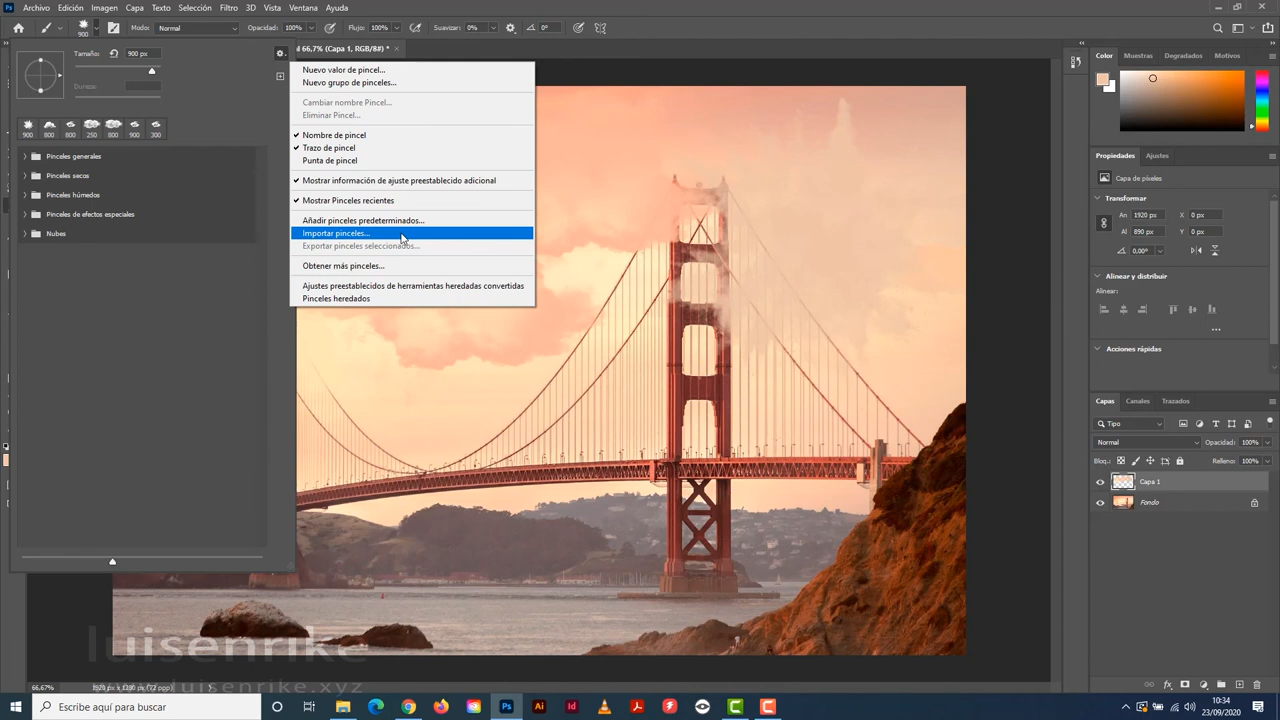 Archivo Edición Imagen Capa Texto Selección Filtro 3D Vista Ventana Ayuda
900 Modo: Normal Opacidad: 100% Flujo: 100% Suavizar: 0% 0°
Tamaño: 900 px
l 66,7% (Capa 1, RGB/8#) *
Dureza:
900 800 800 250 800 900 300
Pinceles generales
Pinceles secos
Pinceles húmedos
Pinceles de efectos especiales
Nubes
Nuevo valor de pincel...
Nuevo grupo de pinceles...
Cambiar nombre Pincel...
Eliminar Pincel...
Nombre de pincel
Trazo de pincel
Punta de pincel
Mostrar información de ajuste preestablecido adicional
Mostrar Pinceles recientes
Añadir pinceles predeterminados...
Importar pinceles...
Exportar pinceles seleccionados...
Obtener más pinceles...
Ajustes preestablecidos de herramientas heredadas convertidas
Pinceles heredados
Color Muestras Degradados Motivos
Propiedades Ajustes
Capa de píxeles
Transformar
An 1920 px X 0 px
Al 890 px Y 0 px
0,00°
Alinear y distribuir
Alinear:
Acciones rápidas
Capas Canales Trazados
Tipo
Normal Opacidad: 100%
Bloq.: Relleno: 100%
Capa 1
Fondo
luisenrike
www.luisenrike.xyz
66,67% 1920 px x 1280 px (72 ppp)
Escribe aquí para buscar
10:34
23/09/2020